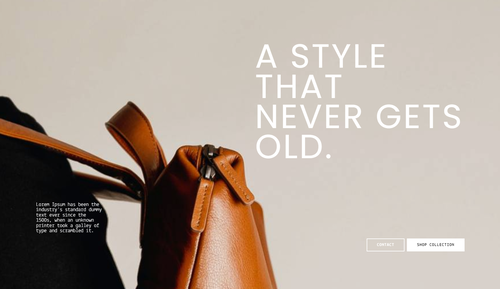 A STYLE
THAT
NEVER GETS
OLD.
Lorem Ipsum has been the
industry's standard dummy
text ever since the
1500s, when an unknown
printer took a galley of
type and scrambled it.
CONTACT
SHOP COLLECTION